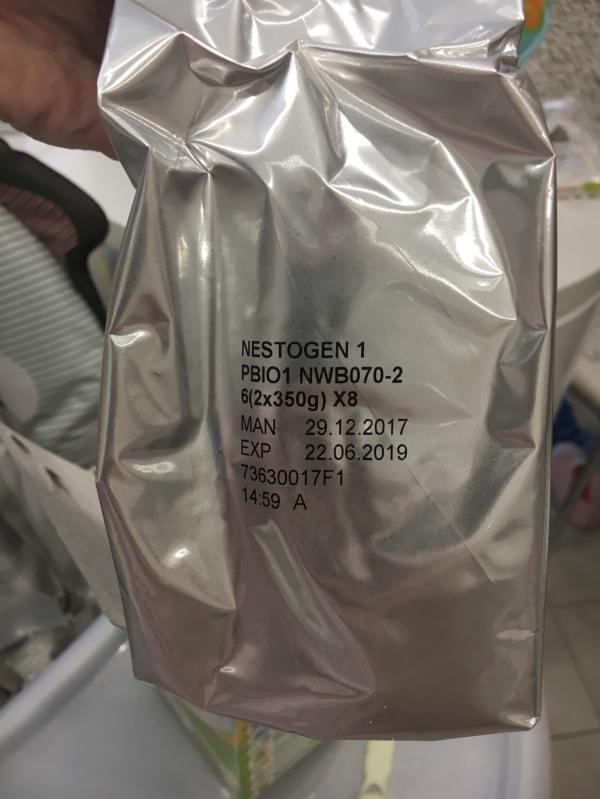 NESTOGEN 1
PBIO1 NWB070-2
6(2x350g) X8
MAN 29.12.2017
EXP 22.06.2019
73630017F1
14:59 A